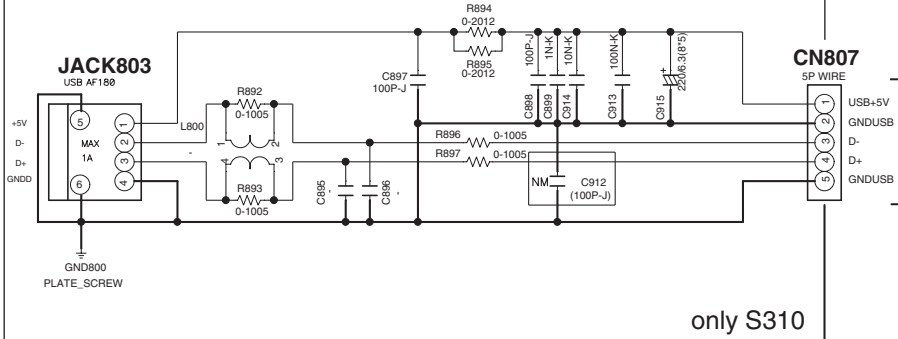 R894
0-2012
R895
0-2012
JACK803
USB AF180
C897
100P-J
100P-J
1N-K
10N-K
100N-K
220/6.3(8*5)
+
C898
C899
C914
C913
C915
CN807
5P WIRE
R892
0-1005
L800
-
1
2
4
3
R893
0-1005
+5V
D-
D+
GNDD
5
MAX
1A
6
1
2
3
4
C895
-
C896
-
R896
0-1005
R897
0-1005
NM
C912
(100P-J)
1
USB+5V
2
GNDUSB
3
D-
4
D+
5
GNDUSB
GND800
PLATE_SCREW
only S310